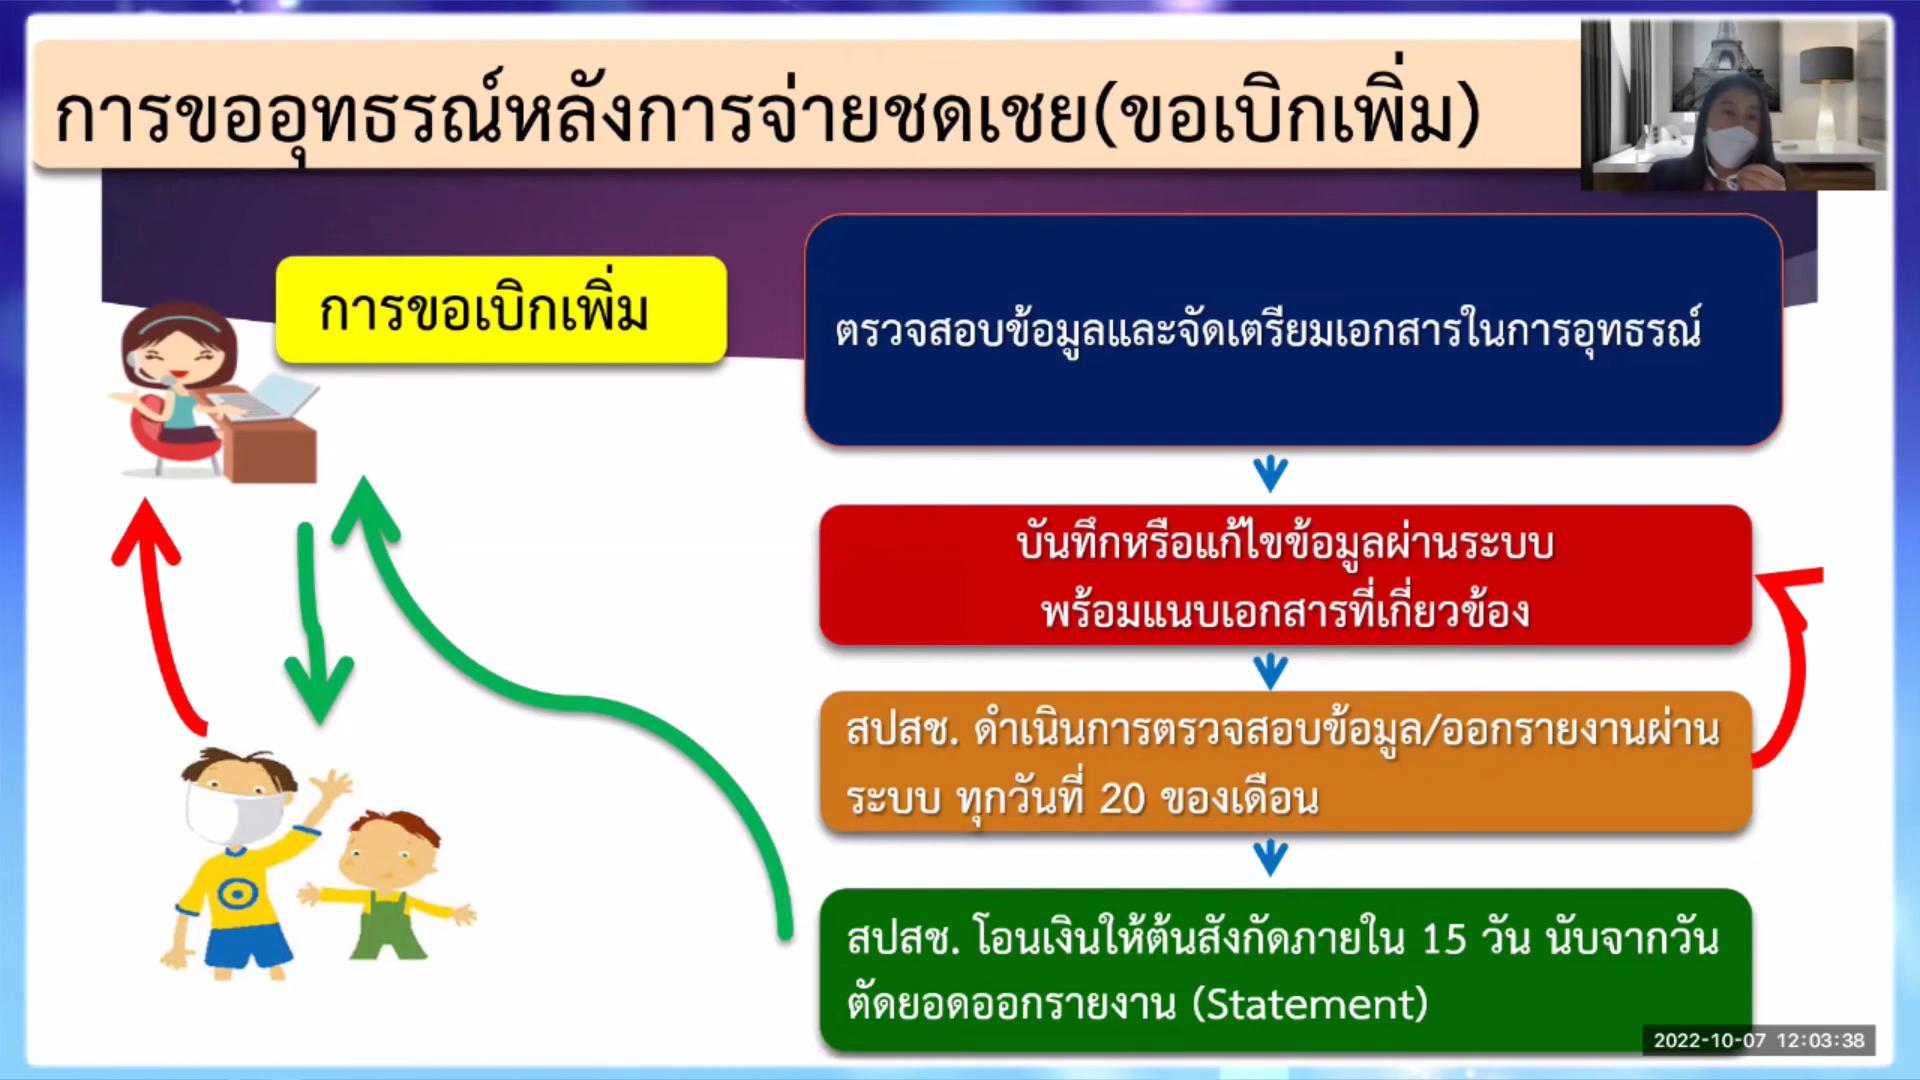 การขออุทธรณ์หลังการจ่ายชดเชย(ขอเบิกเพิ่ม)
การขอเบิกเพิ่ม
ตรวจสอบข้อมูลและจัดเตรียมเอกสารในการอุทธรณ์
บันทึกหรือแก้ไขข้อมูลผ่านระบบ
พร้อมแนบเอกสารที่เกี่ยวข้อง
สปสช. ดำเนินการตรวจสอบข้อมูล/ออกรายงานผ่าน
ระบบ ทุกวันที่ 20 ของเดือน
สปสช. โอนเงินให้ต้นสังกัดภายใน 15 วัน นับจากวัน
ตัดยอดออกรายงาน (Statement)
2022-10-07 12:03:38